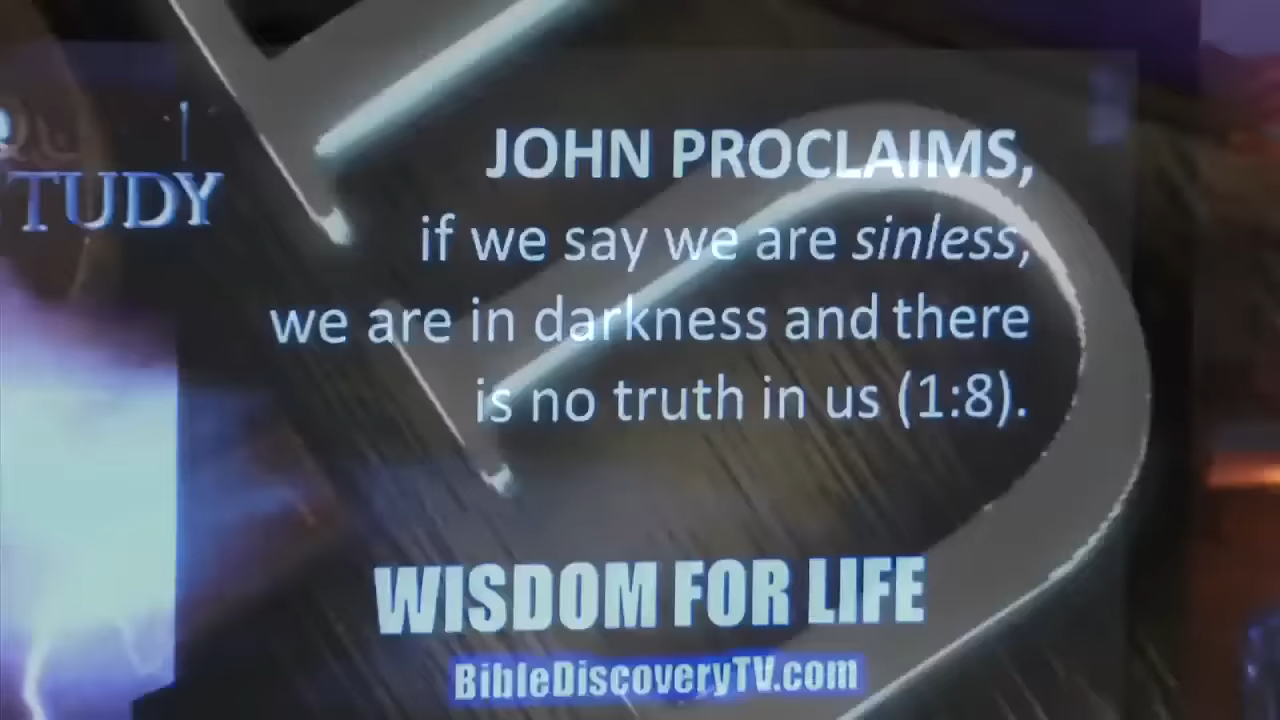 TUDY
JOHN PROCLAIMS,
if we say we are sinless,
we are in darkness and there
is no truth in us (1:8).
WISDOM FOR LIFE
BibleDiscoveryTV.com